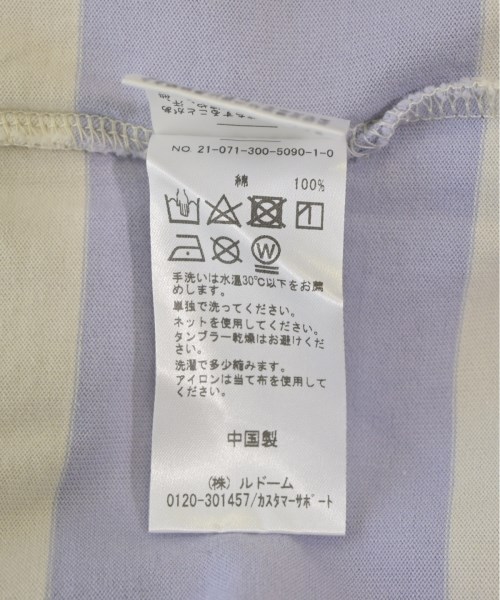 NO. 21-071-300-5090-1-0
綿 100%
W
手洗いは水温30℃以下をお薦
めします。
単独で洗ってください。
ネットを使用してください。
タンブラー乾燥はお避けくだ
さい。
洗濯で多少縮みます。
アイロンは当て布を使用して
ください。
中国製
(株) ルドーム
0120-301457/カスタマーサポート